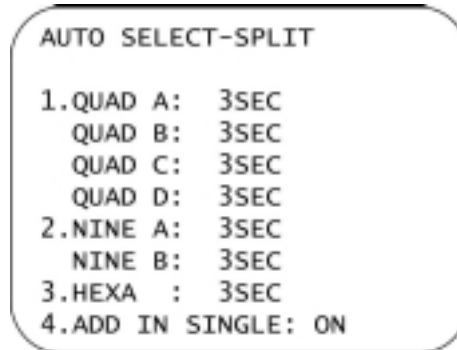 AUTO SELECT-SPLIT
1.QUAD A: 3SEC
QUAD B: 3SEC
QUAD C: 3SEC
QUAD D: 3SEC
2.NINE A: 3SEC
NINE B: 3SEC
3.HEXA : 3SEC
4.ADD IN SINGLE: ON